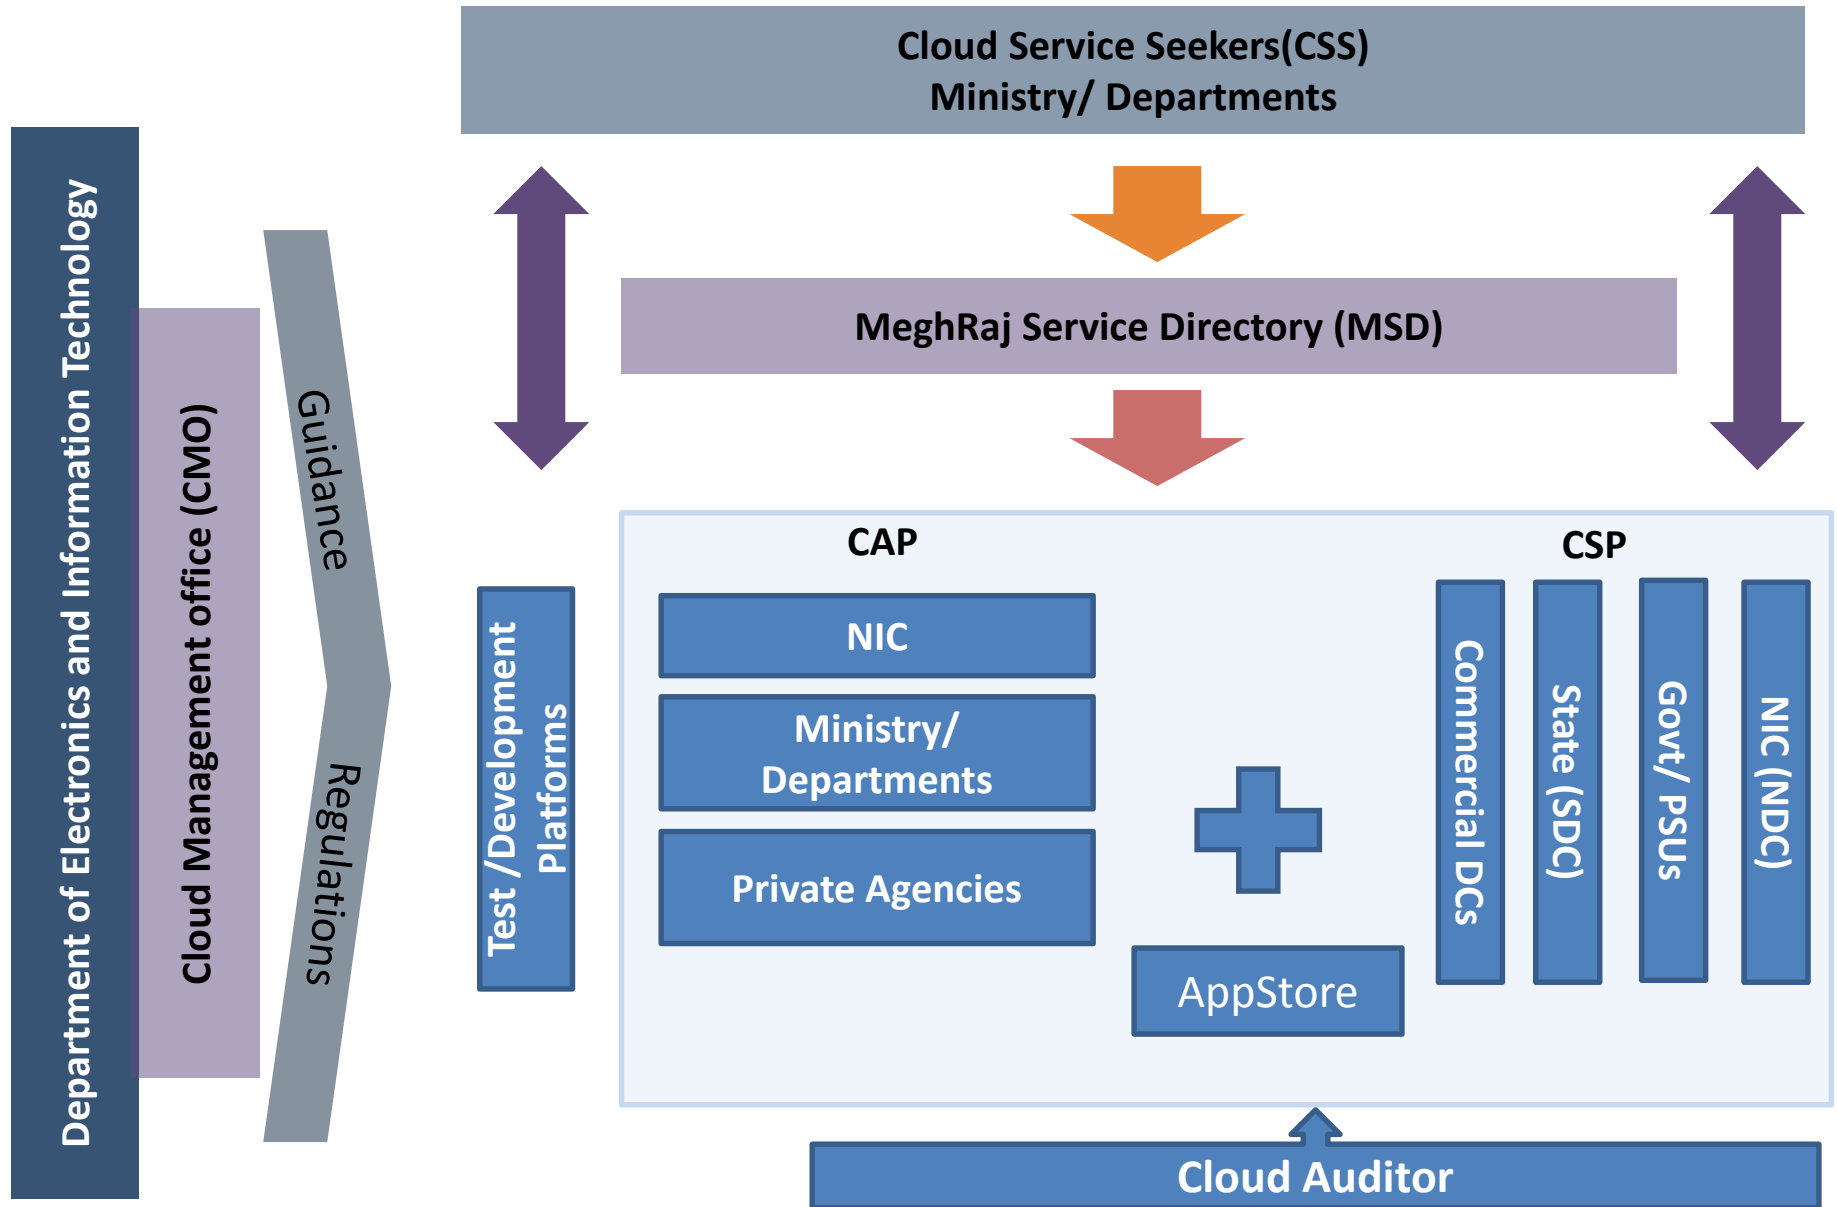 Cloud Service Seekers(CSS)
Ministry/ Departments
Department of Electronics and Information Technology
Cloud Management office (CMO)
Guidance
Regulations
MeghRaj Service Directory (MSD)
Test /Development
Platforms
CAP
NIC
Ministry/
Departments
Private Agencies
AppStore
CSP
Commercial DCs
State (SDC)
Govt/ PSUs
NIC (NDC)
Cloud Auditor